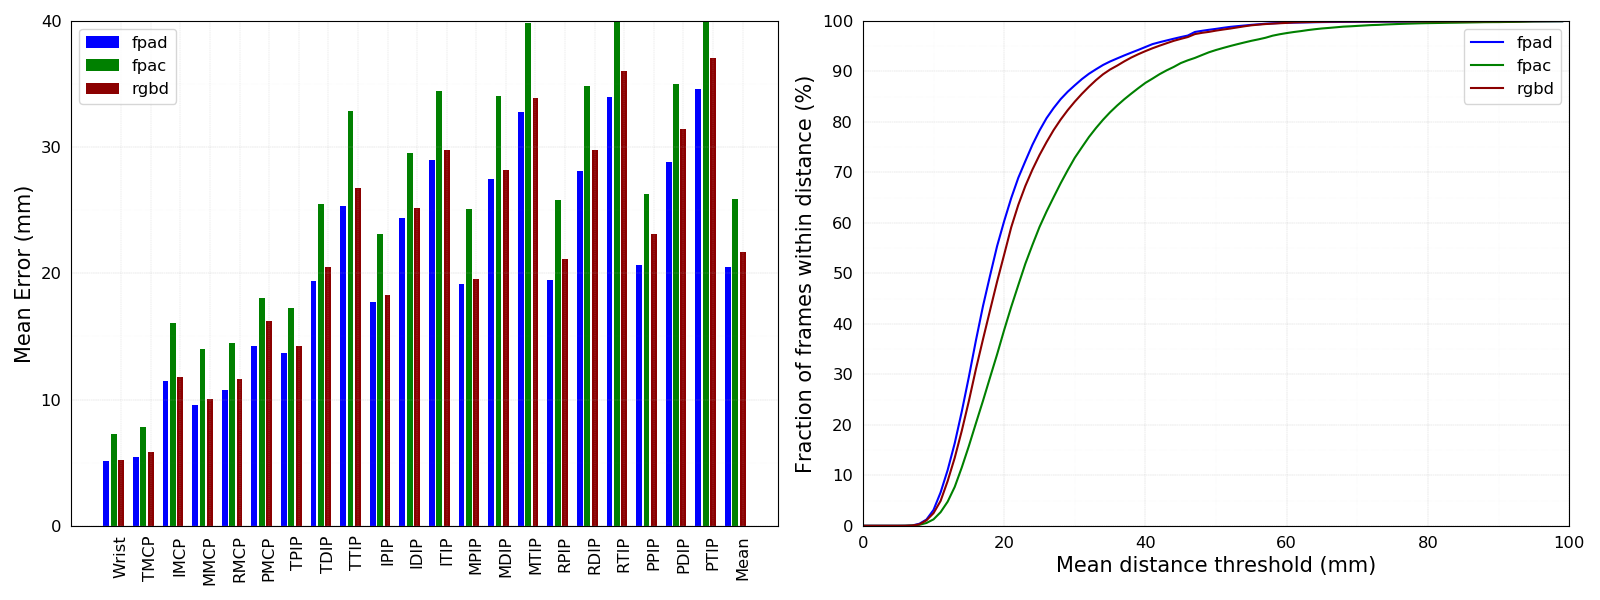 Mean Error (mm)
40
30
20
10
0
fpad
fpac
rgbd
Wrist
TMCP
IMCP
MMCP
RMCP
PMCP
TPIP
TDIP
TTIP
IPIP
IDIP
ITIP
MPIP
MDIP
MTIP
RPIP
RDIP
RTIP
PPIP
PDIP
PTIP
Mean
Fraction of frames within distance (%)
100
90
80
70
60
50
40
30
20
10
0
fpad
fpac
rgbd
0
20
40
60
80
100
Mean distance threshold (mm)